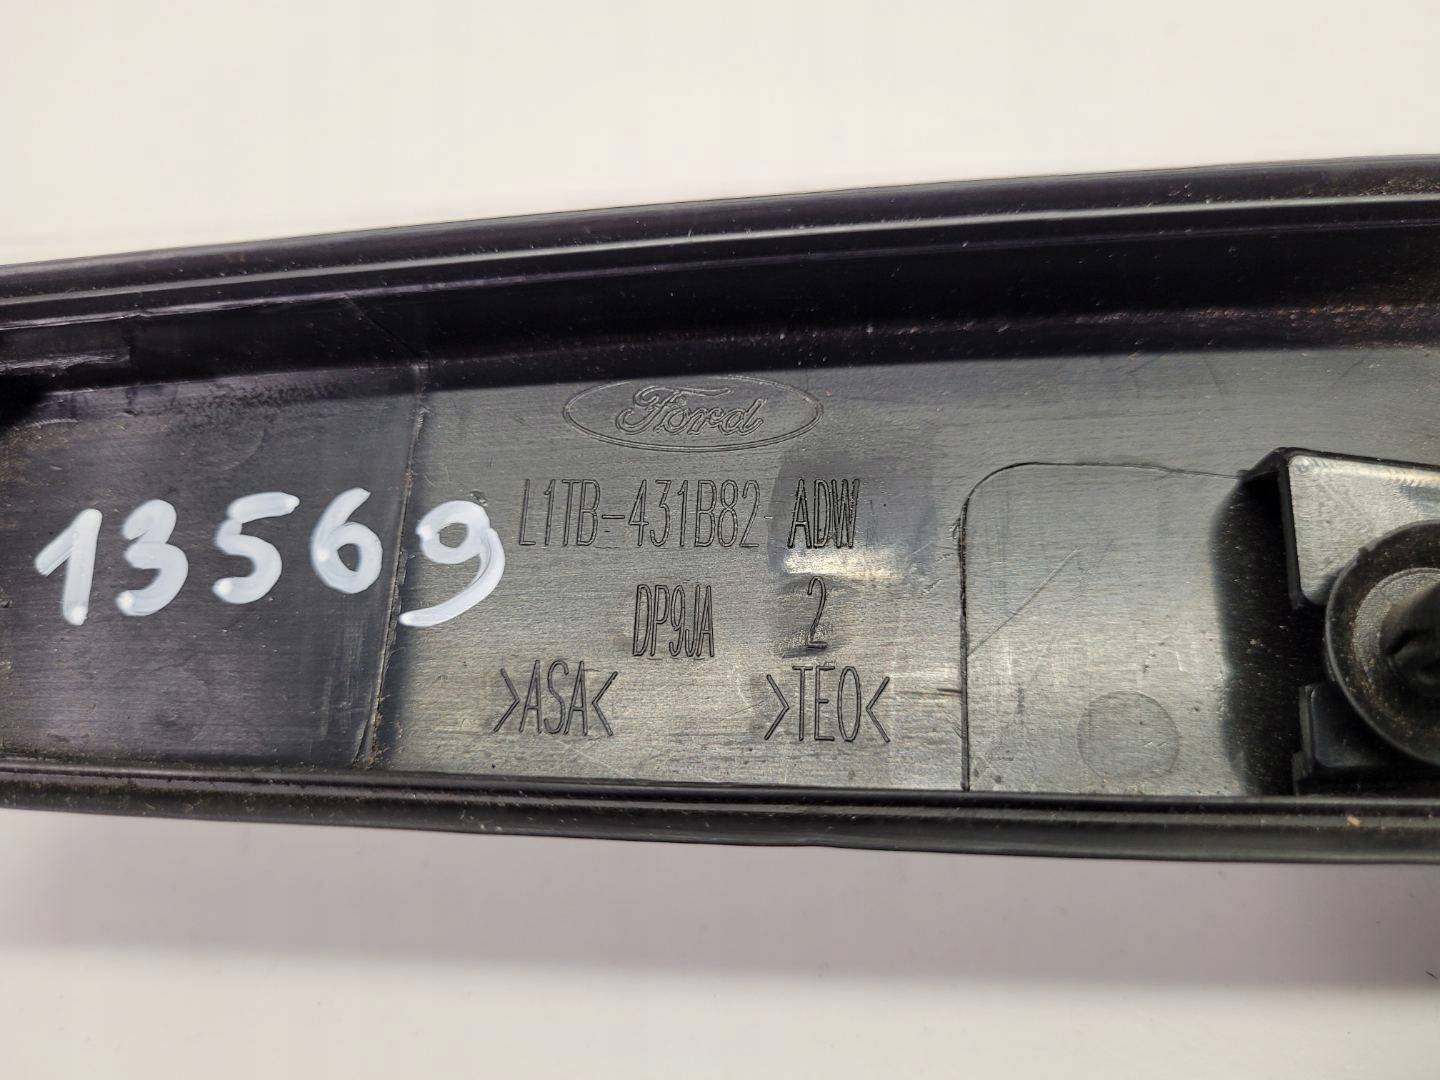 Ford
13569
L1TB-431B82-ADW
DP9JA 2
>ASA< >TEO<